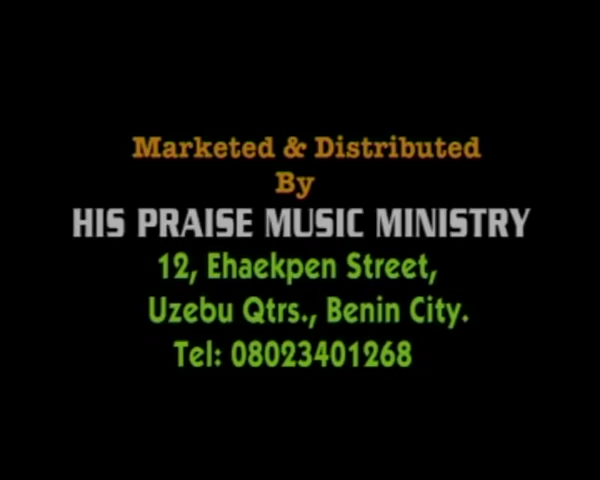 Marketed & Distributed
By
HIS PRAISE MUSIC MINISTRY
12, Ehaekpen Street,
Uzebu Qtrs., Benin City.
Tel: 08023401268